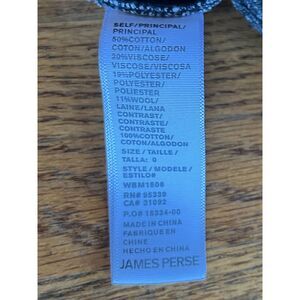 SELF/PRINCIPAL/
PRINCIPAL
50%COTTON/
COTON/ALGODON
20%VISCOSE/
VISCOSE/VISCOSA
19%POLYESTER/
POLYESTER/
POLIESTER
11%WOOL/
LAINE/LANA
CONTRAST/
CONTRASTE/
CONTRASTE
100%COTTON/
COTON/ALGODON
SIZE / TAILLE /
TALLA: 0
STYLE / MODELE /
ESTILO#
WBM1806
RN# 95339
CA# 31092
P.O# 18334-00
MADE IN CHINA
FABRIQUE EN
CHINE
HECHO EN CHINA
JAMES PERSE